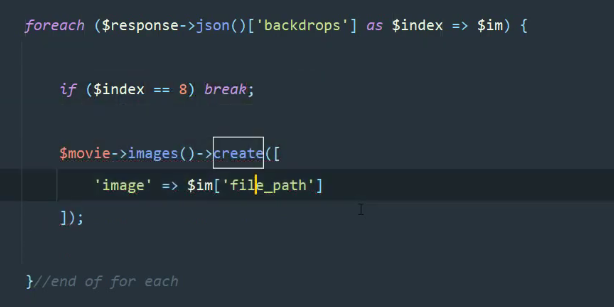 foreach ($response->json()['backdrops'] as $index => $im) {
if ($index == 8) break;
$movie->images()->create([
'image' => $im['file_path']
]);
}//end of for each